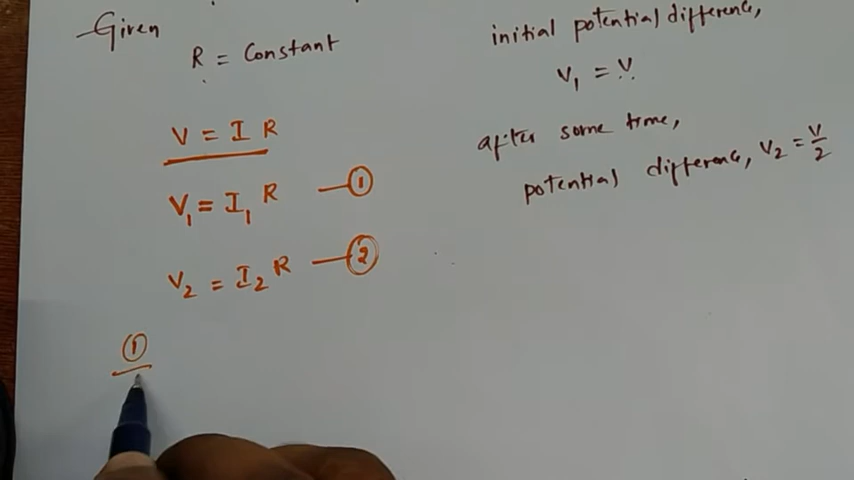 Given
R = Constant
V = I R
V₁ = I₁ R —①
V₂ = I₂ R —②
①
initial potential difference,
V₁ = V
after some time,
potential difference, V₂ = V/2